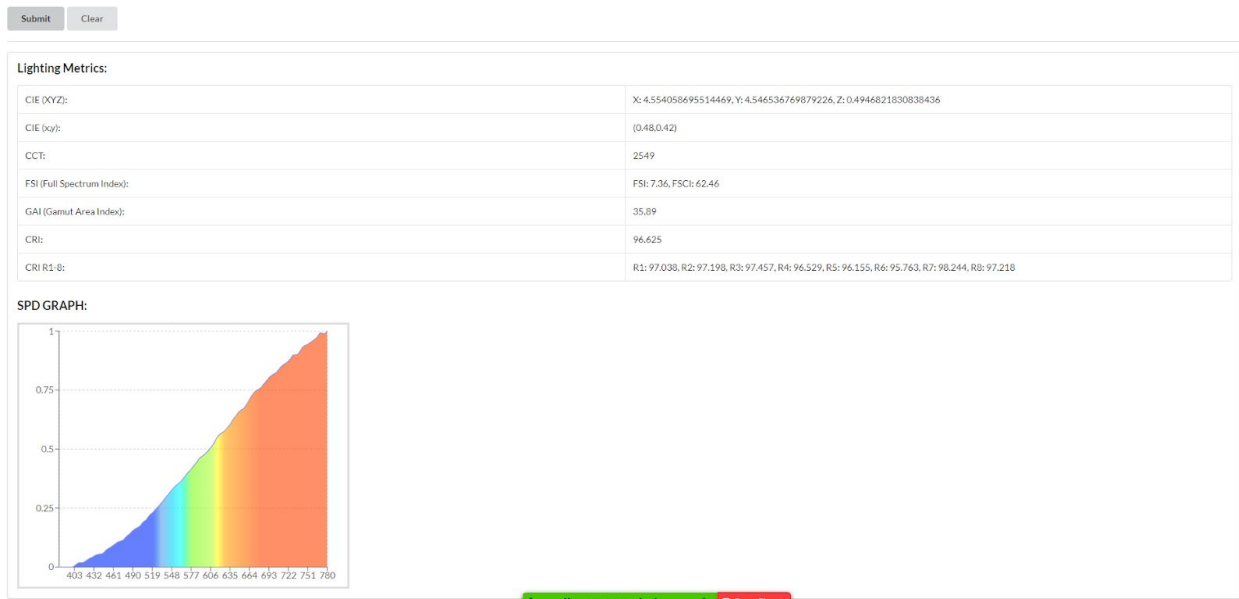 Submit Clear
Lighting Metrics:
CIE (XYZ): X: 4.554058695514469, Y: 4.546536769879226, Z: 0.4946821830838436
CIE (x,y): (0.48,0.42)
CCT: 2549
FSI (Full Spectrum Index): FSI: 7.36, FSCI: 62.46
GAI (Gamut Area Index): 35.89
CRI: 96.625
CRI R1-8: R1: 97.038, R2: 97.198, R3: 97.457, R4: 96.529, R5: 96.155, R6: 95.763, R7: 98.244, R8: 97.218
SPD GRAPH:
1
0.75
0.5
0.25
0
403 432 461 490 519 548 577 606 635 664 693 722 751 780